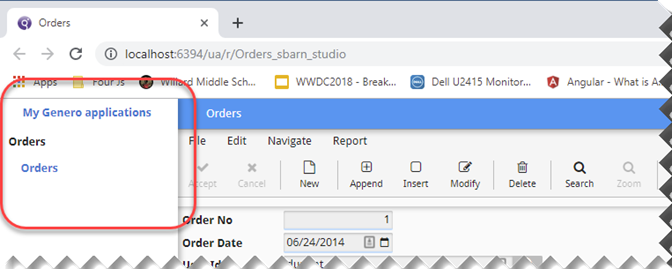 Orders
localhost:6394/ua/r/Orders_sbarn_studio
Apps Four Js Willard Middle Sch... WWDC2018 - Break... Dell U2415 Monitor... Angular - What is A
My Genero applications
Orders
Orders
Orders
File Edit Navigate Report
Accept Cancel New Append Insert Modify Delete Search Zoom
Order No 1
Order Date 06/24/2014